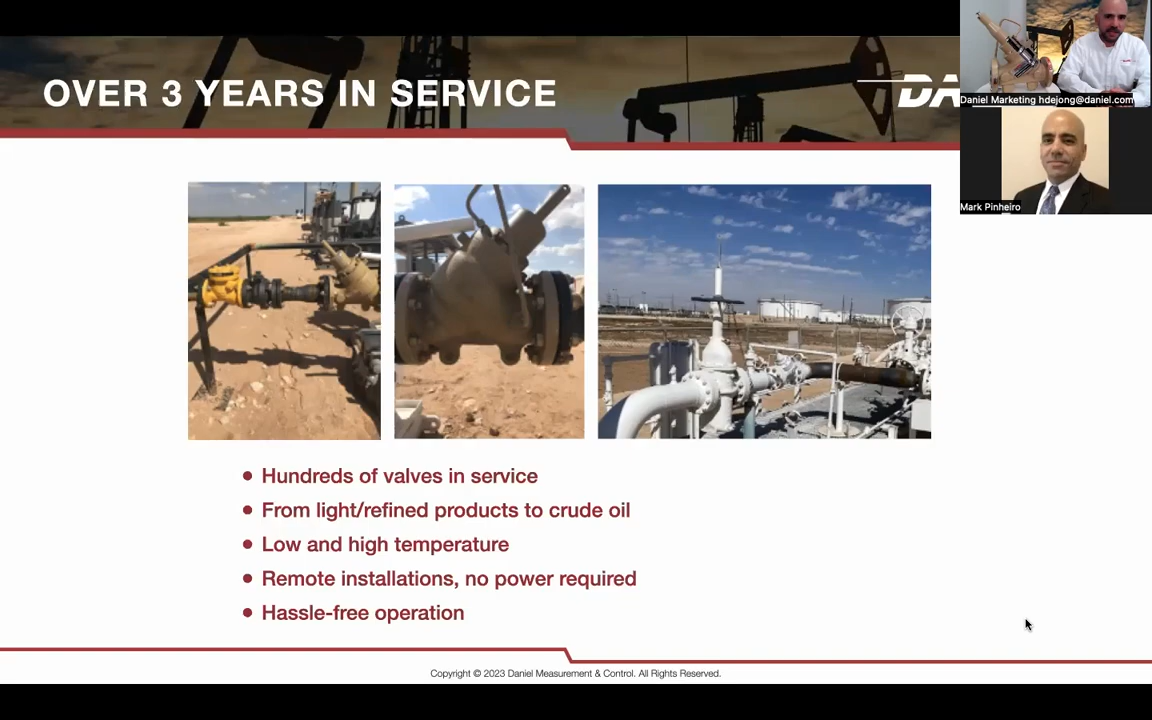 OVER 3 YEARS IN SERVICE
DA
Daniel Marketing hdejong@daniel.com
Mark Pinheiro
• Hundreds of valves in service
• From light/refined products to crude oil
• Low and high temperature
• Remote installations, no power required
• Hassle-free operation
Copyright © 2023 Daniel Measurement & Control. All Rights Reserved.